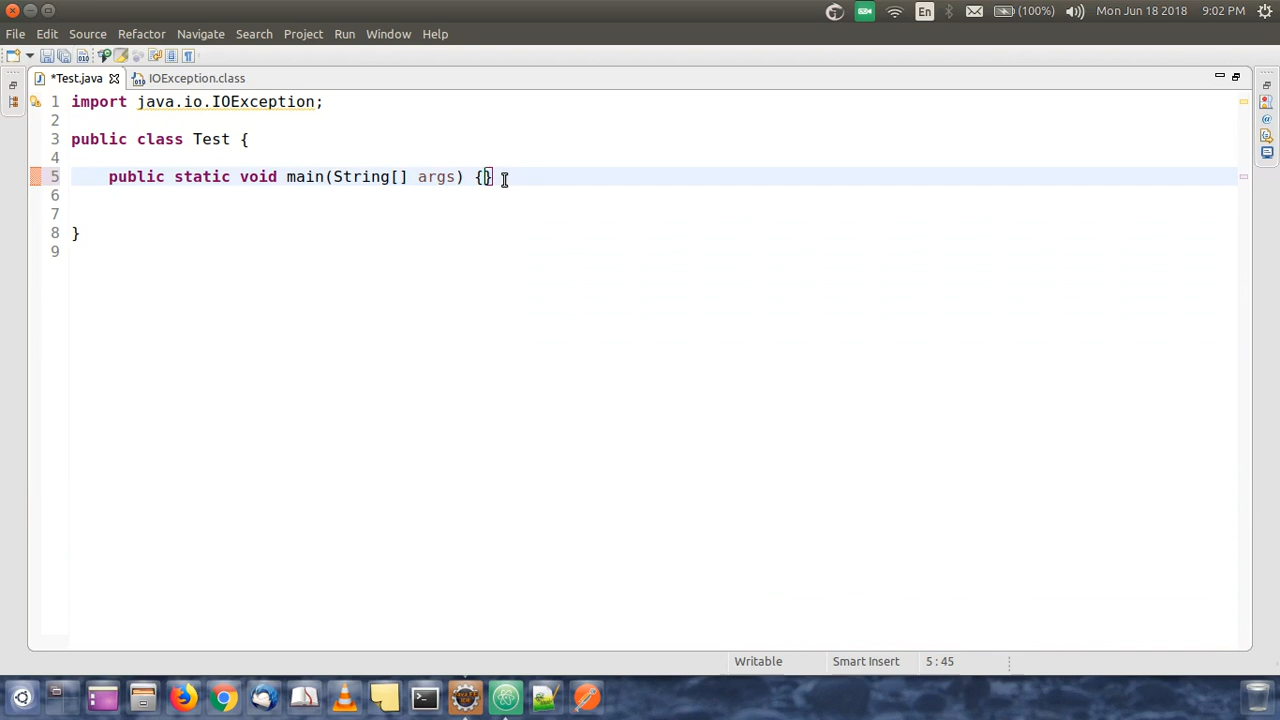 En
(100%)
Mon Jun 18 2018
9:02 PM
File Edit Source Refactor Navigate Search Project Run Window Help
*Test.java
IOException.class
1 import java.io.IOException;
2
3 public class Test {
4
5 public static void main(String[] args) {}
6
7
8 }
9
Writable
Smart Insert
5 : 45